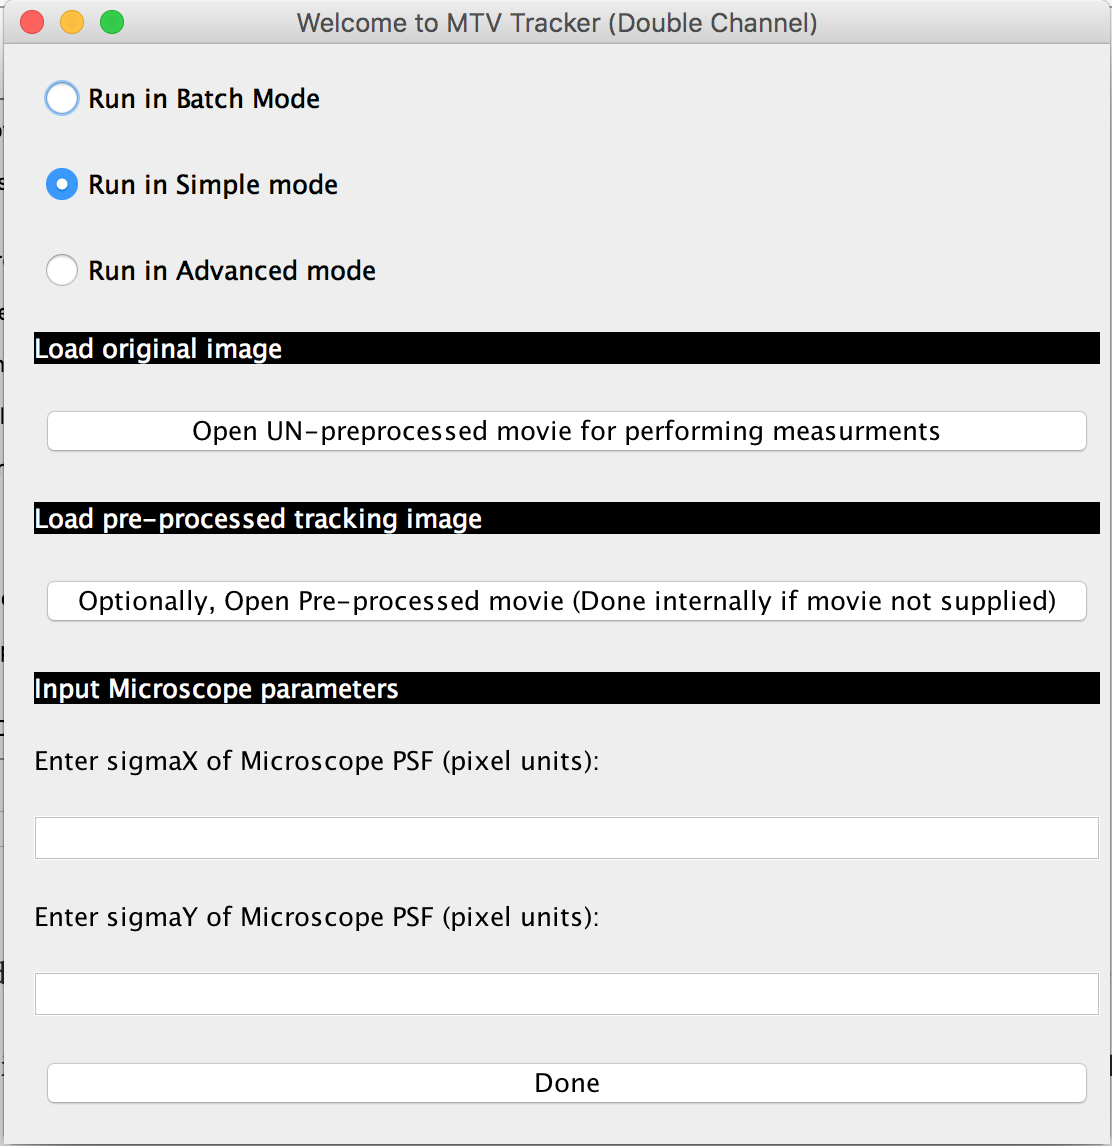 Welcome to MTV Tracker (Double Channel)
Run in Batch Mode
Run in Simple mode
Run in Advanced mode
Load original image
Open UN-preprocessed movie for performing measurments
Load pre-processed tracking image
Optionally, Open Pre-processed movie (Done internally if movie not supplied)
Input Microscope parameters
Enter sigmaX of Microscope PSF (pixel units):
Enter sigmaY of Microscope PSF (pixel units):
Done